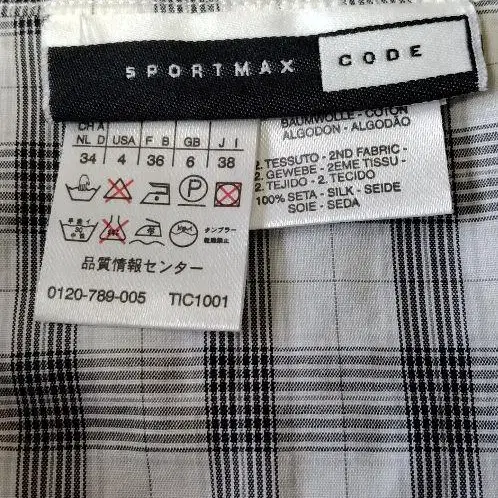 SPORTMAX CODE
CH A
NL D USA F B GB J I
34 4 36 6 38
P
タンブラー
乾燥禁止
品質情報センター
0120-789-005 TIC1001
BAUMWOLLE - COTON
ALGODON - ALGODÃO
2. TESSUTO - 2ND FABRIC -
2. GEWEBE - 2EME TISSU -
2. TEJIDO - 2. TECIDO
100% SETA - SILK - SEIDE
SOIE - SEDA